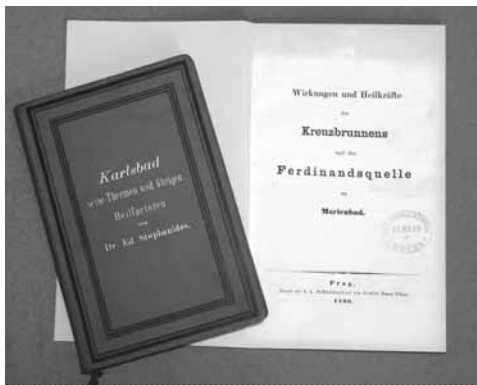 Karlsbad
seine Thermen und übrigen
Heilfactoren
von
Dr. Ed. Stephanides.
Wirkungen und Heilkräfte
des
Kreuzbrunnens
und der
Ferdinandsquelle
zu
Marienbad.
Prag.